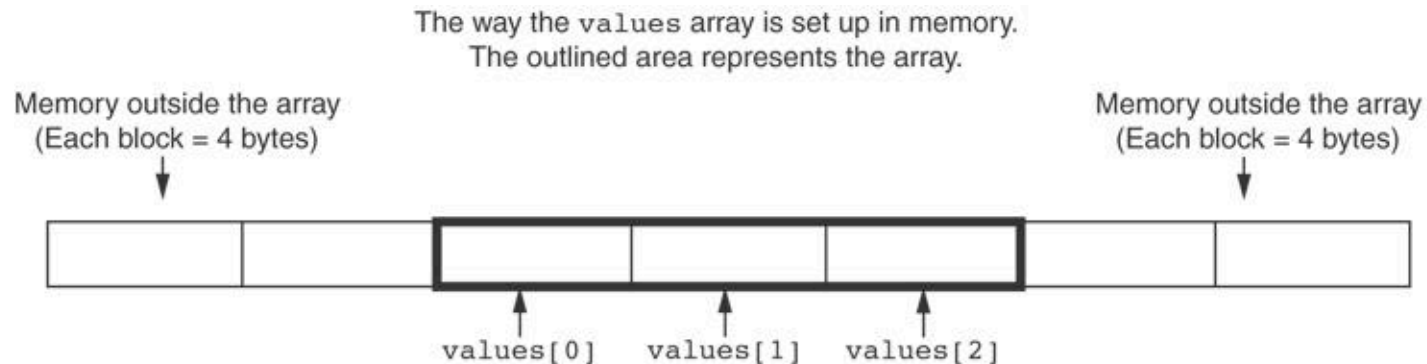 The way the values array is set up in memory.
The outlined area represents the array.
Memory outside the array
(Each block = 4 bytes)
Memory outside the array
(Each block = 4 bytes)
values[0]
values[1]
values[2]